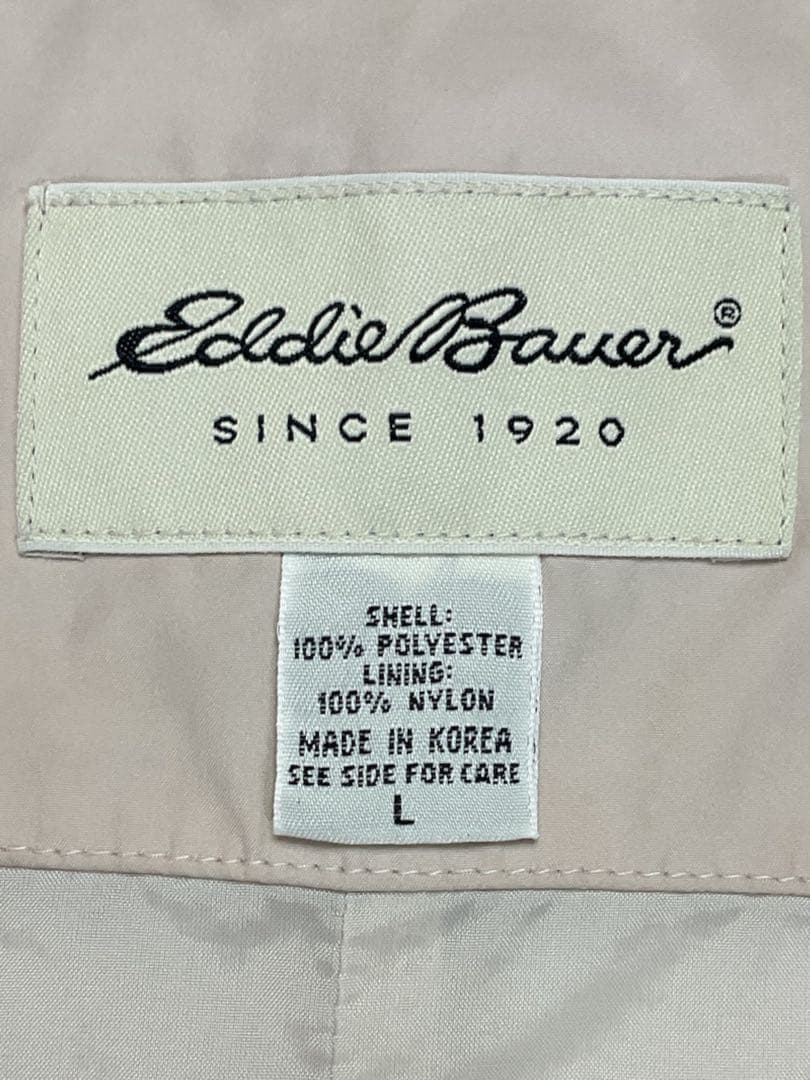 Eddie Bauer®
SINCE 1920
SHELL:
100% POLYESTER
LINING:
100% NYLON
MADE IN KOREA
SEE SIDE FOR CARE
L